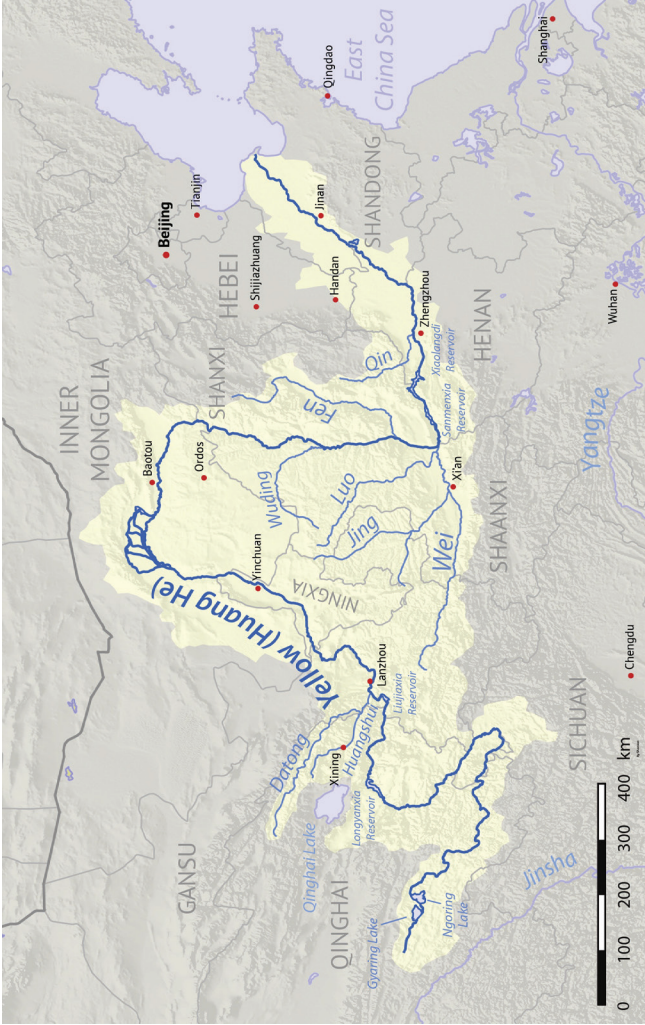 INNER
MONGOLIA
Beijing
Tianjin
HEBEI
Shijiazhuang
Baotou
Ordos
SHANXI
Handan
Jinan
Qingdao
East
China Sea
SHANDONG
Yellow (Huang He)
Yinchuan
NINGXIA
Wuding
Fen
Qin
Luo
Jing
Wei
Zhengzhou
Xiaolangdi
Reservoir
Sanmenxia
Reservoir
Xi'an
HENAN
SHAANXI
GANSU
Datong
Huangshui
Xining
Lanzhou
Liujiaxia
Reservoir
Qinghai Lake
Longyanxia
Reservoir
QINGHAI
Gyaring Lake
Ngoring
Lake
SICHUAN
Jinsha
Chengdu
Yangtze
Wuhan
Shanghai
0 100 200 300 400 km